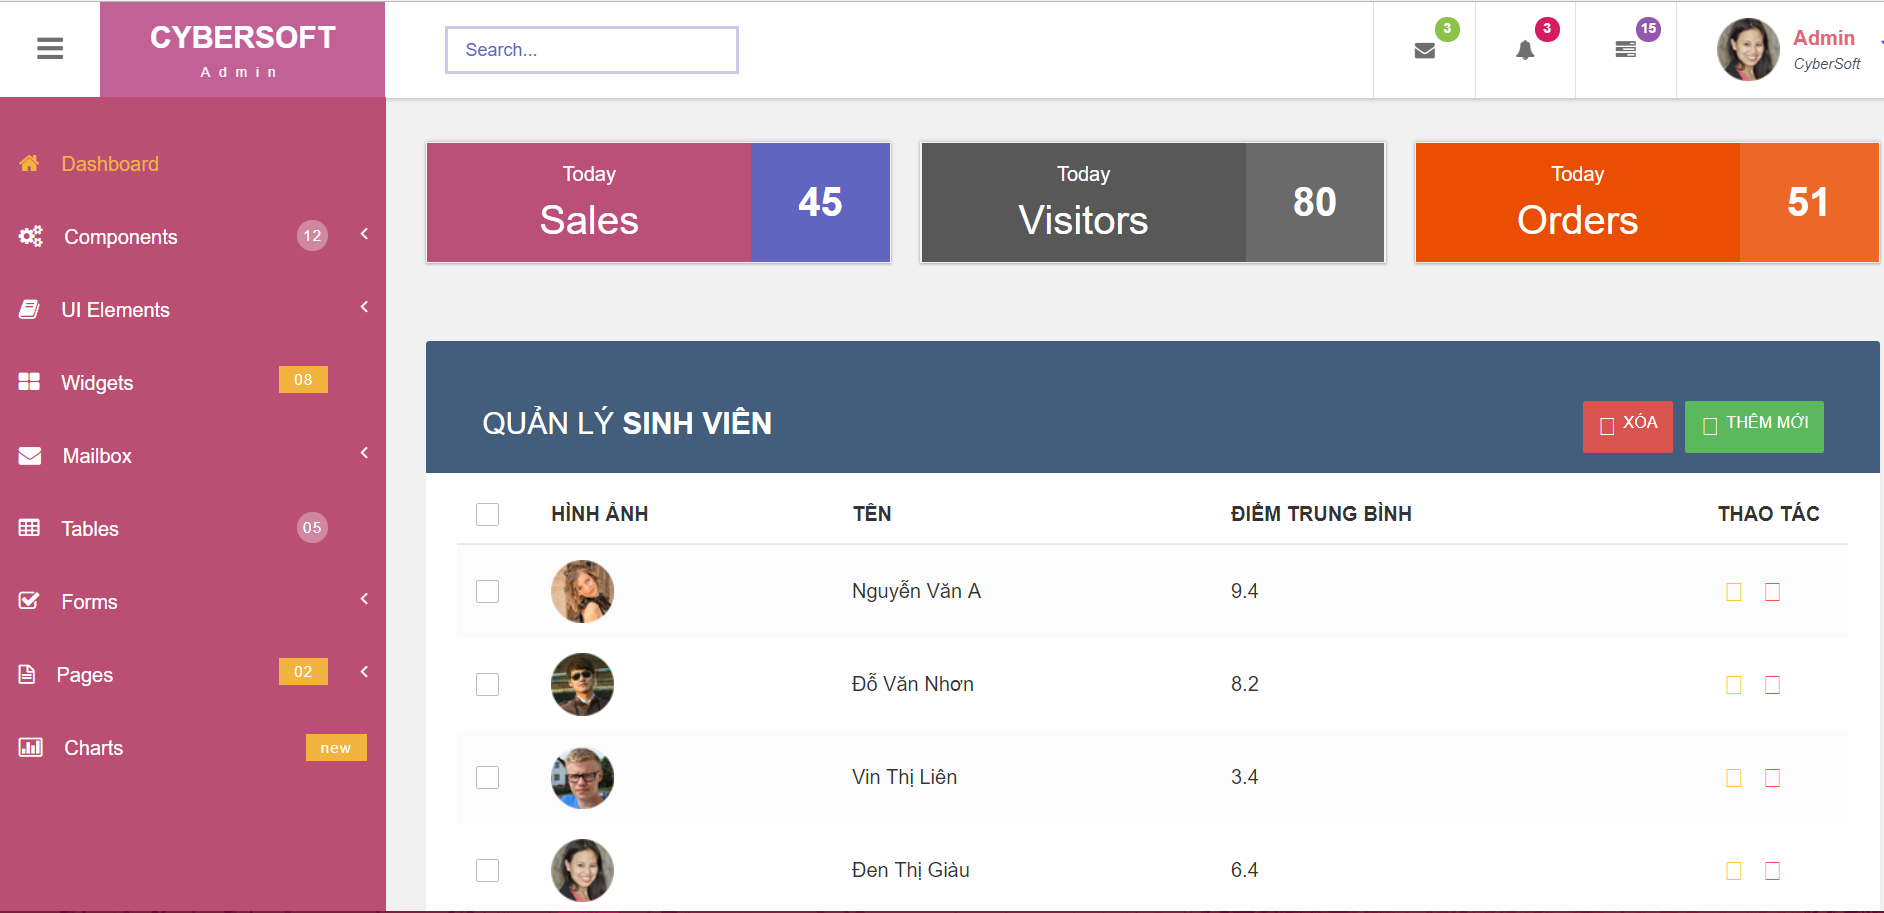 CYBERSOFT
Admin
Search...
3
3
15
Admin
CyberSoft
Dashboard
Components 12
UI Elements
Widgets 08
Mailbox
Tables 05
Forms
Pages 02
Charts new
Today
Sales
45
Today
Visitors
80
Today
Orders
51
QUẢN LÝ SINH VIÊN
XÓA
THÊM MỚI
HÌNH ẢNH TÊN ĐIỂM TRUNG BÌNH THAO TÁC
Nguyễn Văn A 9.4
Đỗ Văn Nhơn 8.2
Vin Thị Liên 3.4
Đen Thị Giàu 6.4